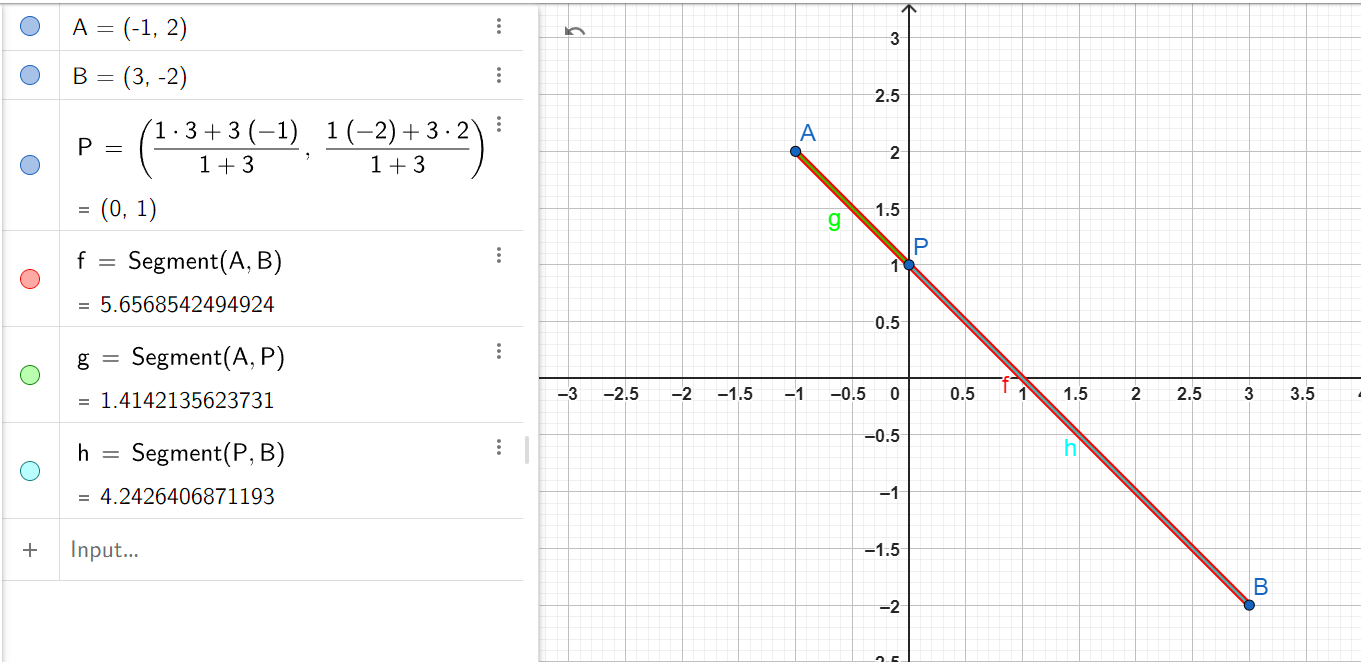 A = (-1, 2)
B = (3, -2)
P = ( (1 · 3 + 3 (−1)) / (1 + 3) , (1 (−2) + 3 · 2) / (1 + 3) )
= (0, 1)
f = Segment(A, B)
= 5.6568542494924
g = Segment(A, P)
= 1.4142135623731
h = Segment(P, B)
= 4.2426406871193
+ Input...
3
2.5
A
2
g
1.5
P
1
0.5
f
−3 −2.5 −2 −1.5 −1 −0.5 0 0.5 1 1.5 2 2.5 3 3.5
−0.5
h
−1
−1.5
B
−2